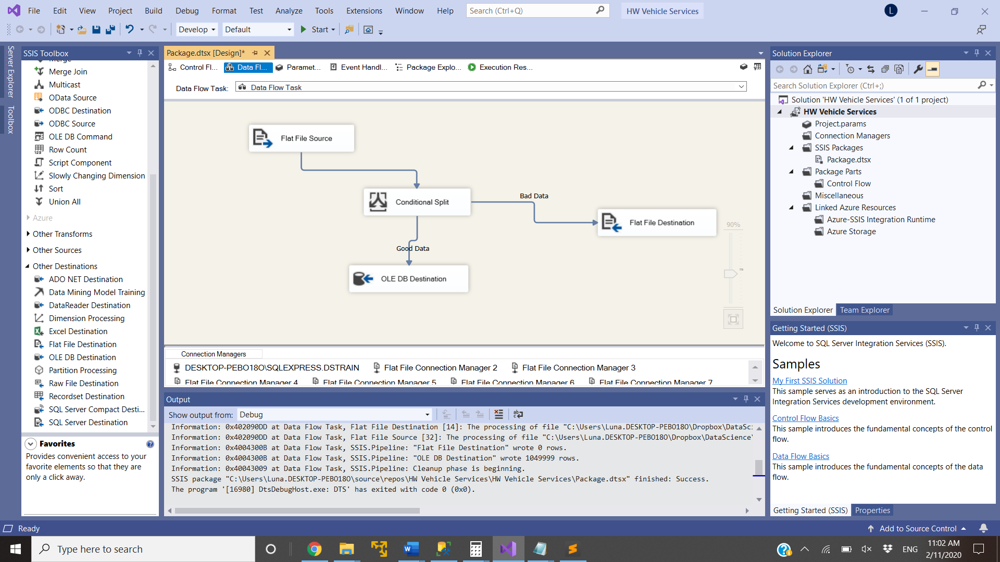 File Edit View Project Build Debug Format Test Analyze Tools Extensions Window Help Search (Ctrl+Q) HW Vehicle Services L
Develop Default Start
Server Explorer
Toolbox
SSIS Toolbox
Merge
Merge Join
Multicast
OData Source
ODBC Destination
ODBC Source
OLE DB Command
Row Count
Script Component
Slowly Changing Dimension
Sort
Union All
Azure
Other Transforms
Other Sources
Other Destinations
ADO NET Destination
Data Mining Model Training
DataReader Destination
Dimension Processing
Excel Destination
Flat File Destination
OLE DB Destination
Partition Processing
Raw File Destination
Recordset Destination
SQL Server Compact Desti...
SQL Server Destination
Favorites
Provides convenient access to your
favorite elements so that they are
only a click away.
Package.dtsx [Design]*
Control Fl... Data Fl... Paramet... Event Handl... Package Explo... Execution Res...
Data Flow Task: Data Flow Task
Flat File Source
Conditional Split
Bad Data
Flat File Destination
Good Data
OLE DB Destination
90%
Connection Managers
DESKTOP-PEBO18O\SQLEXPRESS.DSTRAIN Flat File Connection Manager 2 Flat File Connection Manager 3
Flat File Connection Manager 4 Flat File Connection Manager 5 Flat File Connection Manager 6 Flat File Connection Manager 7
Output
Show output from: Debug
Information: 0x402090DD at Data Flow Task, Flat File Destination [14]: The processing of file "C:\Users\Luna.DESKTOP-PEBO18O\Dropbox\DataSc
Information: 0x402090DD at Data Flow Task, Flat File Source [32]: The processing of file "C:\Users\Luna.DESKTOP-PEBO18O\Dropbox\DataScience\
Information: 0x4004300B at Data Flow Task, SSIS.Pipeline: "Flat File Destination" wrote 0 rows.
Information: 0x4004300B at Data Flow Task, SSIS.Pipeline: "OLE DB Destination" wrote 1049999 rows.
Information: 0x40043009 at Data Flow Task, SSIS.Pipeline: Cleanup phase is beginning.
SSIS package "C:\Users\Luna.DESKTOP-PEBO18O\source\repos\HW Vehicle Services\HW Vehicle Services\Package.dtsx" finished: Success.
The program '[16980] DtsDebugHost.exe: DTS' has exited with code 0 (0x0).
Solution Explorer
Search Solution Explorer (Ctrl+;)
Solution 'HW Vehicle Services' (1 of 1 project)
HW Vehicle Services
Project.params
Connection Managers
SSIS Packages
Package.dtsx
Package Parts
Control Flow
Miscellaneous
Linked Azure Resources
Azure-SSIS Integration Runtime
Azure Storage
Solution Explorer Team Explorer
Getting Started (SSIS)
Welcome to SQL Server Integration Services (SSIS).
Samples
My First SSIS Solution
This sample serves as an introduction to the SQL Server
Integration Services development environment.
Control Flow Basics
This sample introduces the fundamental concepts of the control
flow.
Data Flow Basics
This sample introduces the fundamental concepts of the data
flow.
Getting Started (SSIS) Properties
Ready Add to Source Control
Type here to search ENG 11:02 AM
2/11/2020